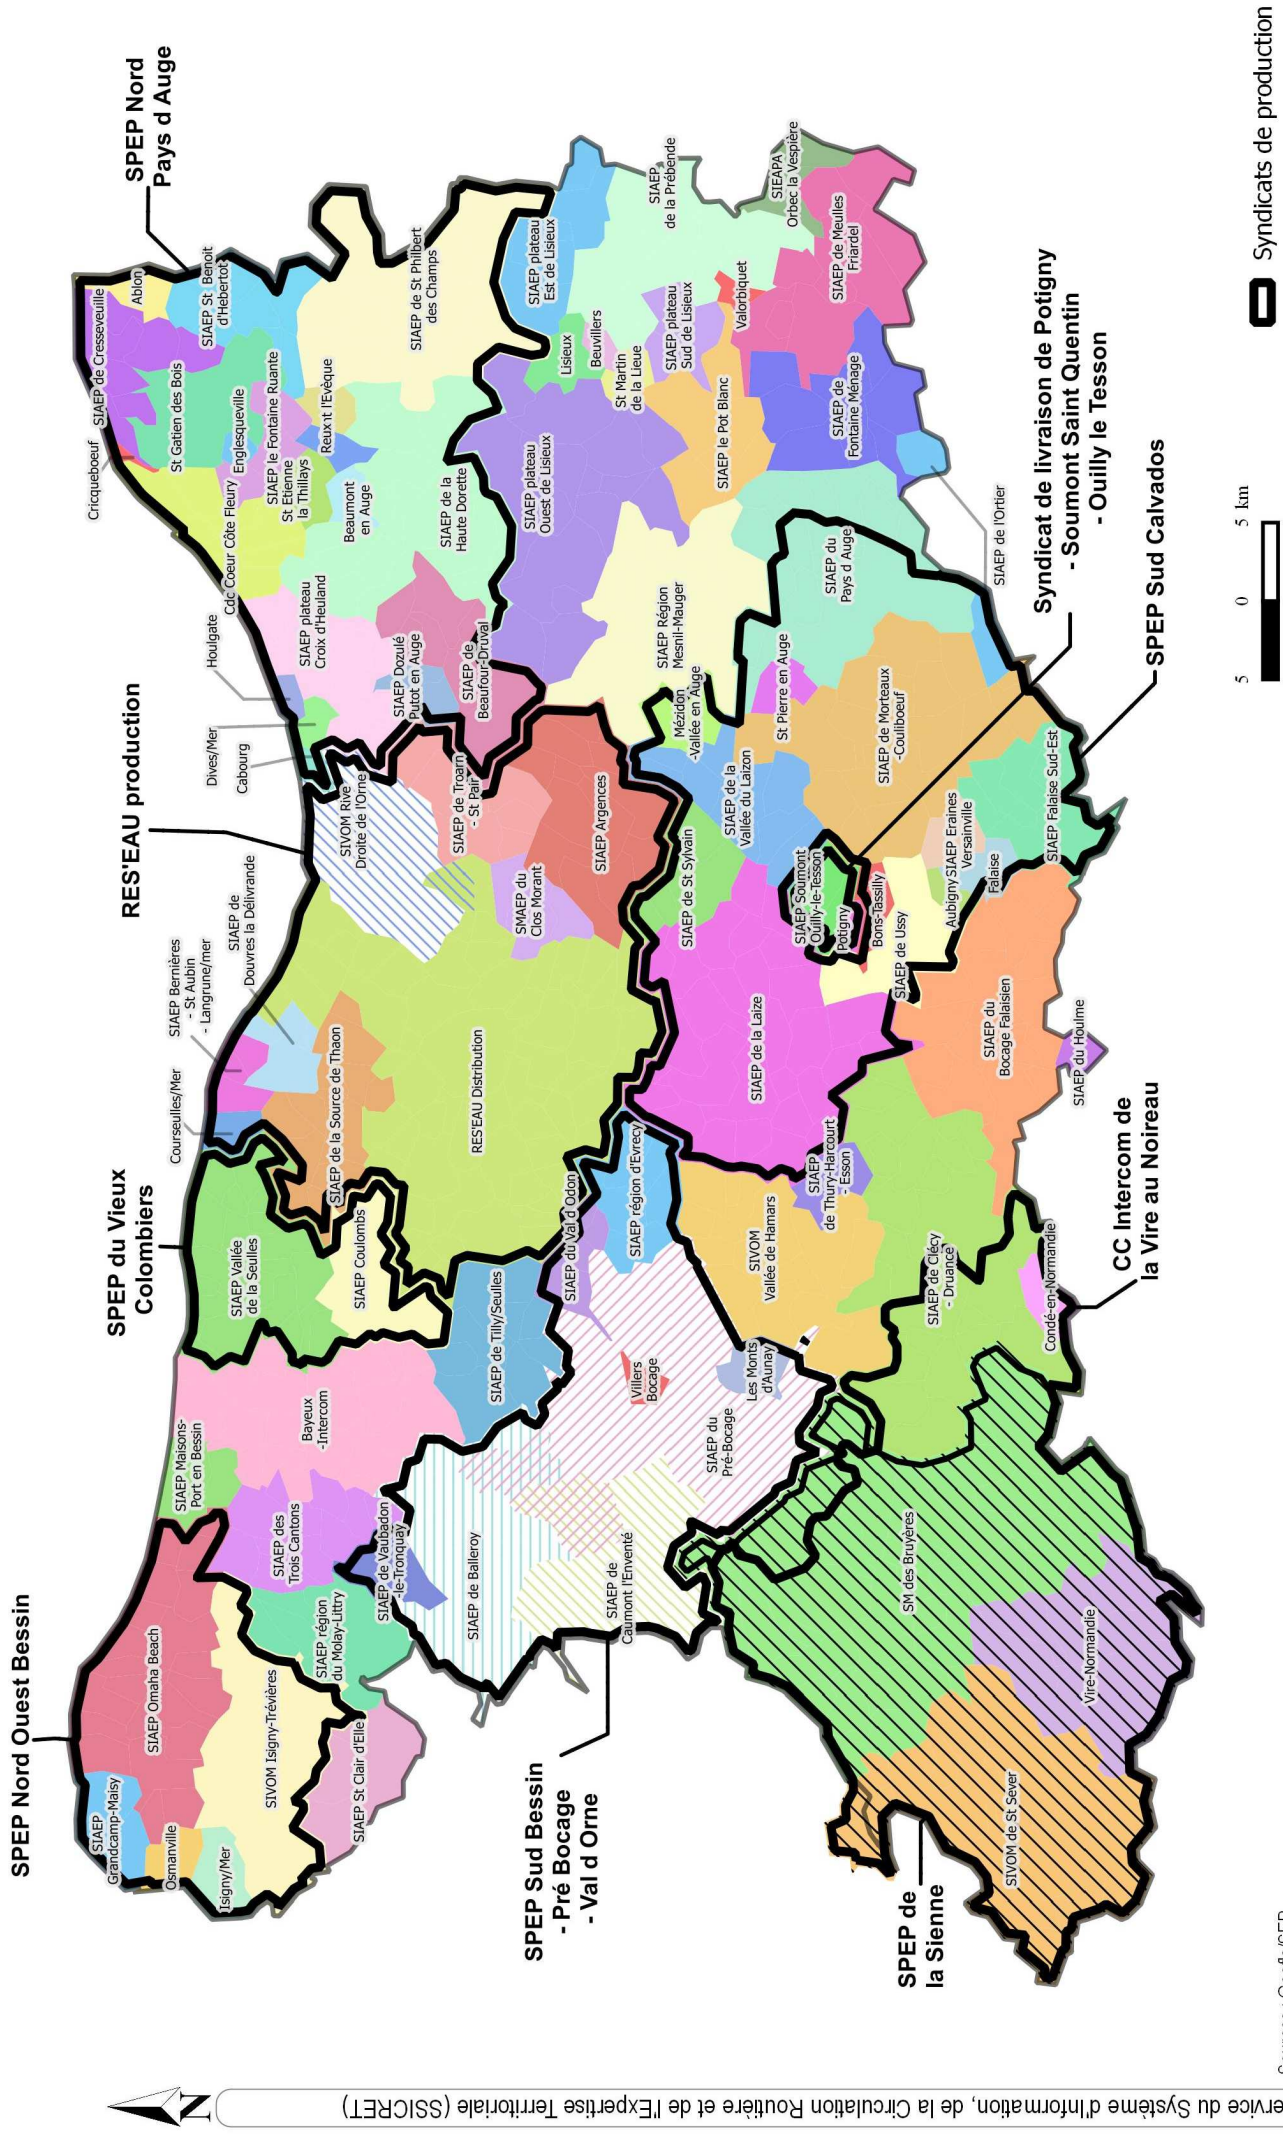 SPEP Nord Ouest Bessin
SPEP du Vieux
Colombiers
RES'EAU production
SPEP Nord
Pays d Auge
SPEP Sud Bessin
- Pré Bocage
- Val d Orne
SPEP de
la Sienne
CC Intercom de
la Vire au Noireau
SPEP Sud Calvados
Syndicat de livraison de Potigny
- Soumont Saint Quentin
- Ouilly le Tesson
SIAEP
Grandcamp-Maisy
Osmanville
Isigny/Mer
SIAEP Omaha Beach
SIVOM Isigny-Trévières
SIAEP St Clair d'Elle
SIAEP région
du Molay-Littry
SIAEP Maisons-
Port en Bessin
SIAEP des
Trois Cantons
SIAEP de Vaubadon
-le-Tronquay
Bayeux
-Intercom
SIAEP de Balleroy
SIAEP de
Caumont l'Eventé
SIAEP Vallée
de la Seulles
SIAEP Coulombs
SIAEP de Tilly/Seulles
Courseulles/Mer
SIAEP Bernières
- St Aubin
- Langrune/mer
SIAEP de
Douvres la Délivrande
SIAEP de la Source de Thaon
RES'EAU Distribution
SIAEP du Val d Odon
SIAEP région d'Evrecy
Villers
Bocage
Les Monts
d'Aunay
SIAEP du
Pré-Bocage
SIVOM
Vallée de Hamars
SIAEP
de Thury-Harcourt
- Esson
SIAEP de Clécy
- Druance
Condé-en-Normandie
SM des Bruyères
Vire-Normandie
SIVOM de St Sever
Cabourg
Dives/Mer
Houlgate
SIVOM Rive
Droite de l'Orne
SIAEP de Troarn
- St Pair
SMAEP du
Clos Morant
SIAEP Argences
SIAEP de St Sylvain
SIAEP de la Laize
SIAEP Soumont
Ouilly-le-Tesson
Potigny
Bons-Tassilly
SIAEP de Ussy
Aubigny
SIAEP Eraines
Versainville
Falaise
SIAEP Falaise Sud-Est
SIAEP du
Bocage Falaisien
SIAEP du Houlme
SIAEP de la
Vallée du Laizon
Mézidon
-Vallée en Auge
St Pierre en Auge
SIAEP de Morteaux
-Couliboeuf
SIAEP du
Pays d Auge
SIAEP de l'Ortier
SIAEP Région
Mesnil-Mauger
SIAEP plateau
Croix d'Heuland
SIAEP Dozulé
Putot en Auge
SIAEP de
Beaufour-Druval
Cdc Coeur Côte Fleury
Cricqueboeuf
SIAEP de Cresseveuille
Ablon
St Gatien des Bois
SIAEP St Benoit
d'Hébertot
Englesqueville
SIAEP le Fontaine Ruante
St Etienne
la Thillays
Reux
t l'Evèque
Beaumont
en Auge
SIAEP de la
Haute Dorette
SIAEP de St Philbert
des Champs
SIAEP plateau
Ouest de Lisieux
SIAEP plateau
Est de Lisieux
Lisieux
Beuvillers
St Martin
de la Lieue
SIAEP plateau
Sud de Lisieux
SIAEP
de la Prébende
SIAEP le Pot Blanc
Valorbiquet
SIEAPA
Orbec la Vespière
SIAEP de Meulles
Friardel
SIAEP de
Fontaine Ménage
5 0 5 km
Syndicats de production
N
du Système d'Information, de la Circulation Routière et de l'Expertise Territoriale (SSICRET)